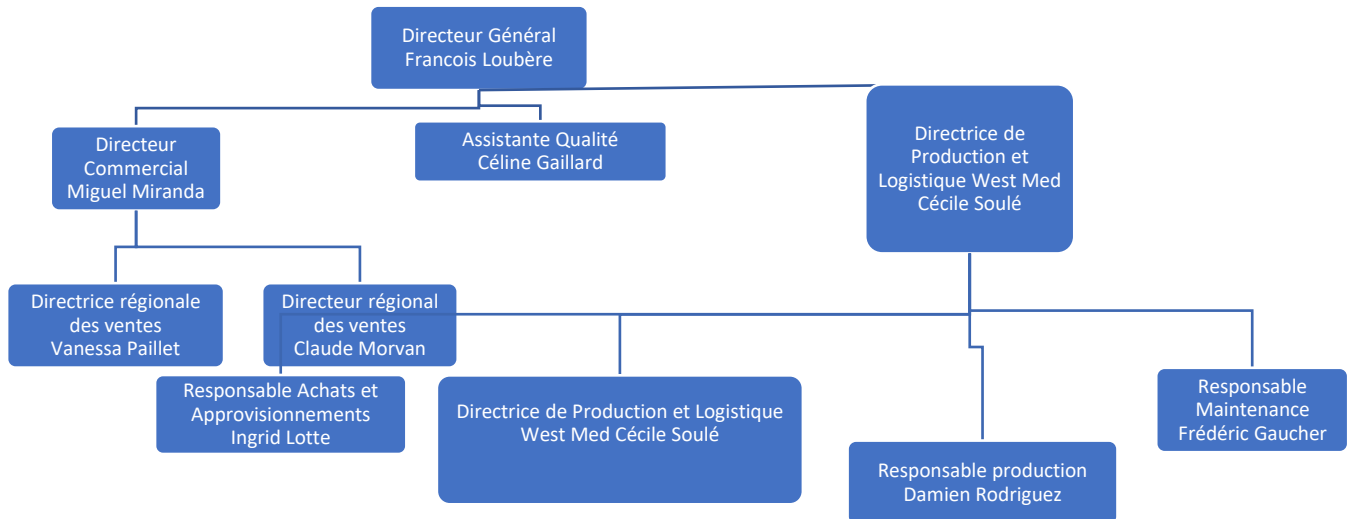 Directeur Général
Francois Loubère
Directeur
Commercial
Miguel Miranda
Assistante Qualité
Céline Gaillard
Directrice de
Production et
Logistique West Med
Cécile Soulé
Directrice régionale
des ventes
Vanessa Paillet
Directeur régional
des ventes
Claude Morvan
Responsable Achats et
Approvisionnements
Ingrid Lotte
Directrice de Production et Logistique
West Med Cécile Soulé
Responsable production
Damien Rodriguez
Responsable
Maintenance
Frédéric Gaucher